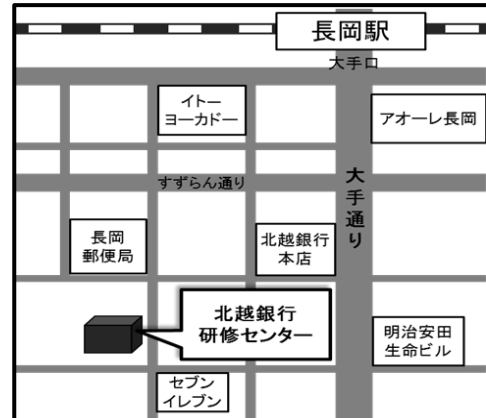 長岡駅
大手口
イトー
ヨーカドー
アオーレ長岡
すずらん通り
大手通り
長岡
郵便局
北越銀行
本店
北越銀行
研修センター
明治安田
生命ビル
セブン
イレブン